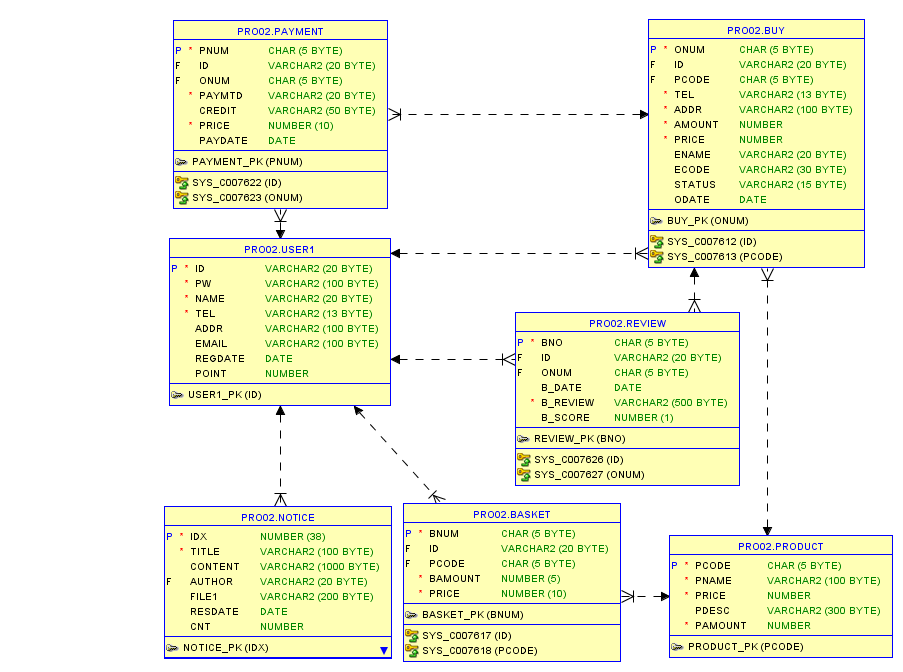 PRO02.PAYMENT
P * PNUM CHAR (5 BYTE)
F ID VARCHAR2 (20 BYTE)
F ONUM CHAR (5 BYTE)
* PAYMTD VARCHAR2 (20 BYTE)
CREDIT VARCHAR2 (50 BYTE)
* PRICE NUMBER (10)
PAYDATE DATE
PAYMENT_PK (PNUM)
SYS_C007622 (ID)
SYS_C007623 (ONUM)
PRO02.BUY
P * ONUM CHAR (5 BYTE)
F ID VARCHAR2 (20 BYTE)
F PCODE CHAR (5 BYTE)
* TEL VARCHAR2 (13 BYTE)
* ADDR VARCHAR2 (100 BYTE)
* AMOUNT NUMBER
* PRICE NUMBER
ENAME VARCHAR2 (20 BYTE)
ECODE VARCHAR2 (30 BYTE)
STATUS VARCHAR2 (15 BYTE)
ODATE DATE
BUY_PK (ONUM)
SYS_C007612 (ID)
SYS_C007613 (PCODE)
PRO02.USER1
P * ID VARCHAR2 (20 BYTE)
* PW VARCHAR2 (100 BYTE)
* NAME VARCHAR2 (20 BYTE)
* TEL VARCHAR2 (13 BYTE)
ADDR VARCHAR2 (100 BYTE)
EMAIL VARCHAR2 (100 BYTE)
REGDATE DATE
POINT NUMBER
USER1_PK (ID)
PRO02.REVIEW
P * BNO CHAR (5 BYTE)
F ID VARCHAR2 (20 BYTE)
F ONUM CHAR (5 BYTE)
B_DATE DATE
* B_REVIEW VARCHAR2 (500 BYTE)
B_SCORE NUMBER (1)
REVIEW_PK (BNO)
SYS_C007626 (ID)
SYS_C007627 (ONUM)
PRO02.NOTICE
P * IDX NUMBER (38)
* TITLE VARCHAR2 (100 BYTE)
CONTENT VARCHAR2 (1000 BYTE)
F AUTHOR VARCHAR2 (20 BYTE)
FILE1 VARCHAR2 (200 BYTE)
RESDATE DATE
CNT NUMBER
NOTICE_PK (IDX)
PRO02.BASKET
P * BNUM CHAR (5 BYTE)
F ID VARCHAR2 (20 BYTE)
F PCODE CHAR (5 BYTE)
* BAMOUNT NUMBER (5)
* PRICE NUMBER (10)
BASKET_PK (BNUM)
SYS_C007617 (ID)
SYS_C007618 (PCODE)
PRO02.PRODUCT
P * PCODE CHAR (5 BYTE)
* PNAME VARCHAR2 (100 BYTE)
* PRICE NUMBER
PDESC VARCHAR2 (300 BYTE)
* PAMOUNT NUMBER
PRODUCT_PK (PCODE)